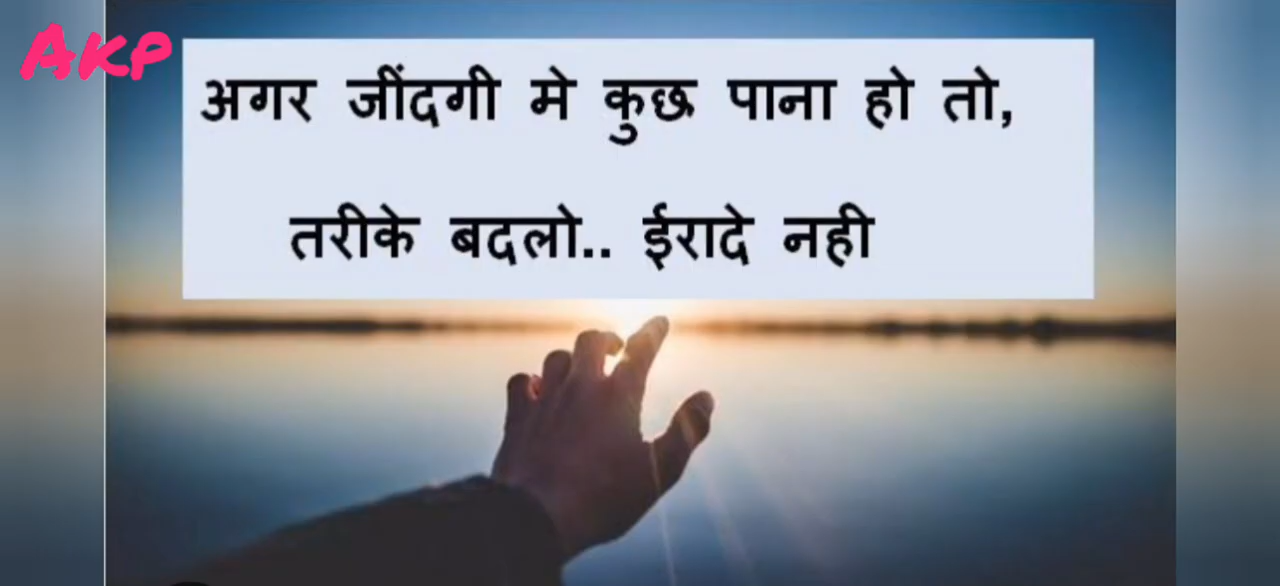 AKP
अगर जींदगी मे कुछ पाना हो तो,
तरीके बदलो.. ईरादे नही